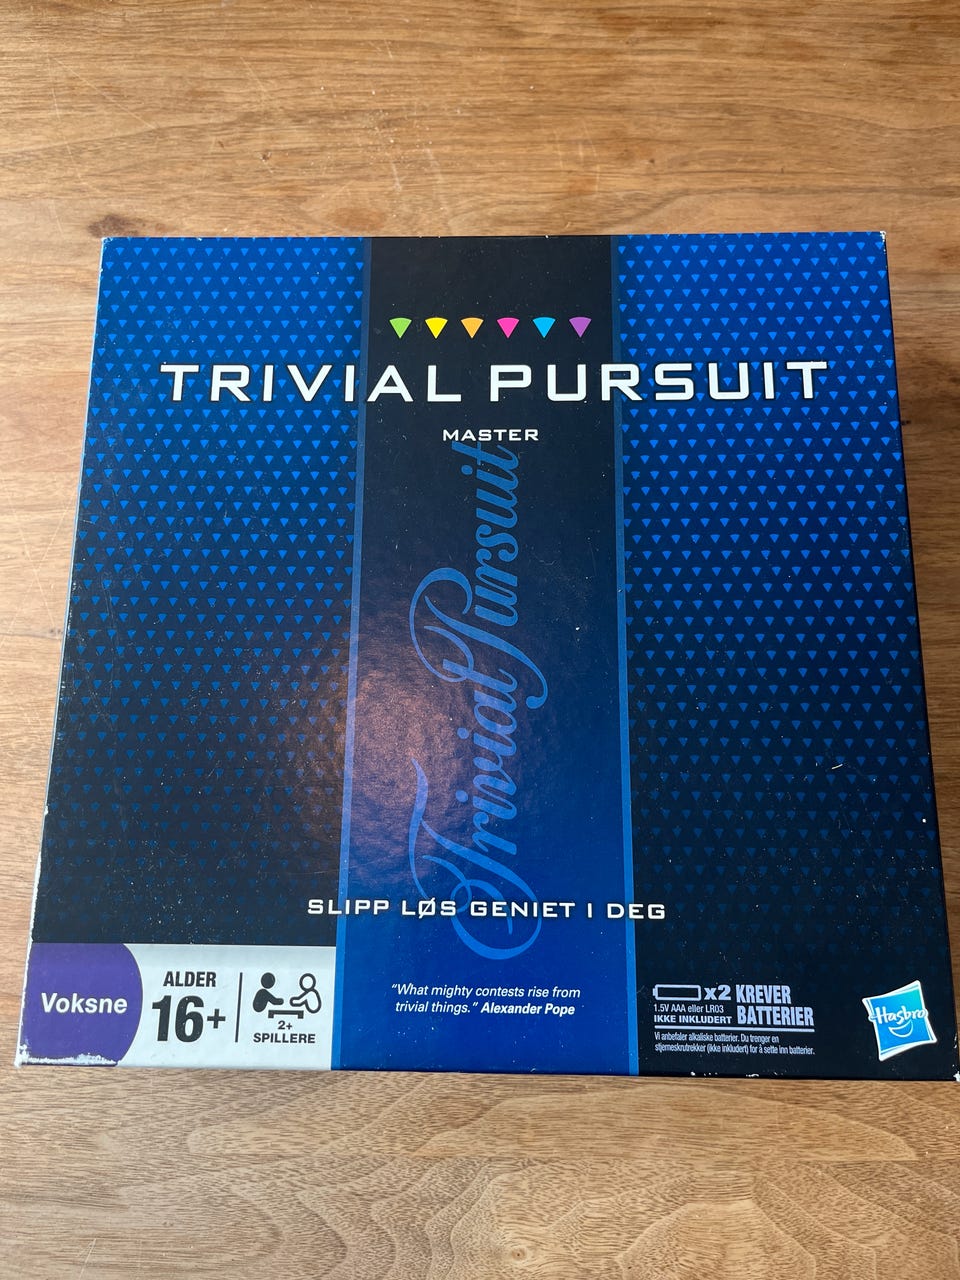 TRIVIAL PURSUIT
MASTER
Trivial Pursuit
SLIPP LØS GENIET I DEG
Voksne
ALDER
16+
2+
SPILLERE
“What mighty contests rise from
trivial things.” Alexander Pope
x2 KREVER
BATTERIER
1.5V AAA eller LR03
IKKE INKLUDERT
Vi anbefaler alkaliske batterier. Du trenger en
stjerneskrutrekker (ikke inkludert) for å sette inn batterier.
Hasbro